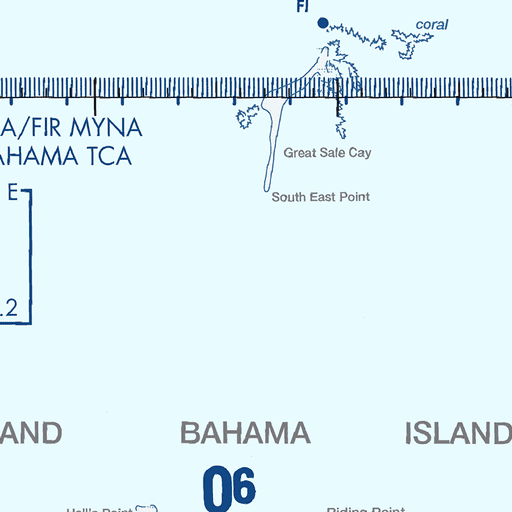 Fl
coral
A/FIR MYNA
AHAMA TCA
Great Sale Cay
E
South East Point
.2
AND BAHAMA ISLAND
06
Hall's Point
Riding Point